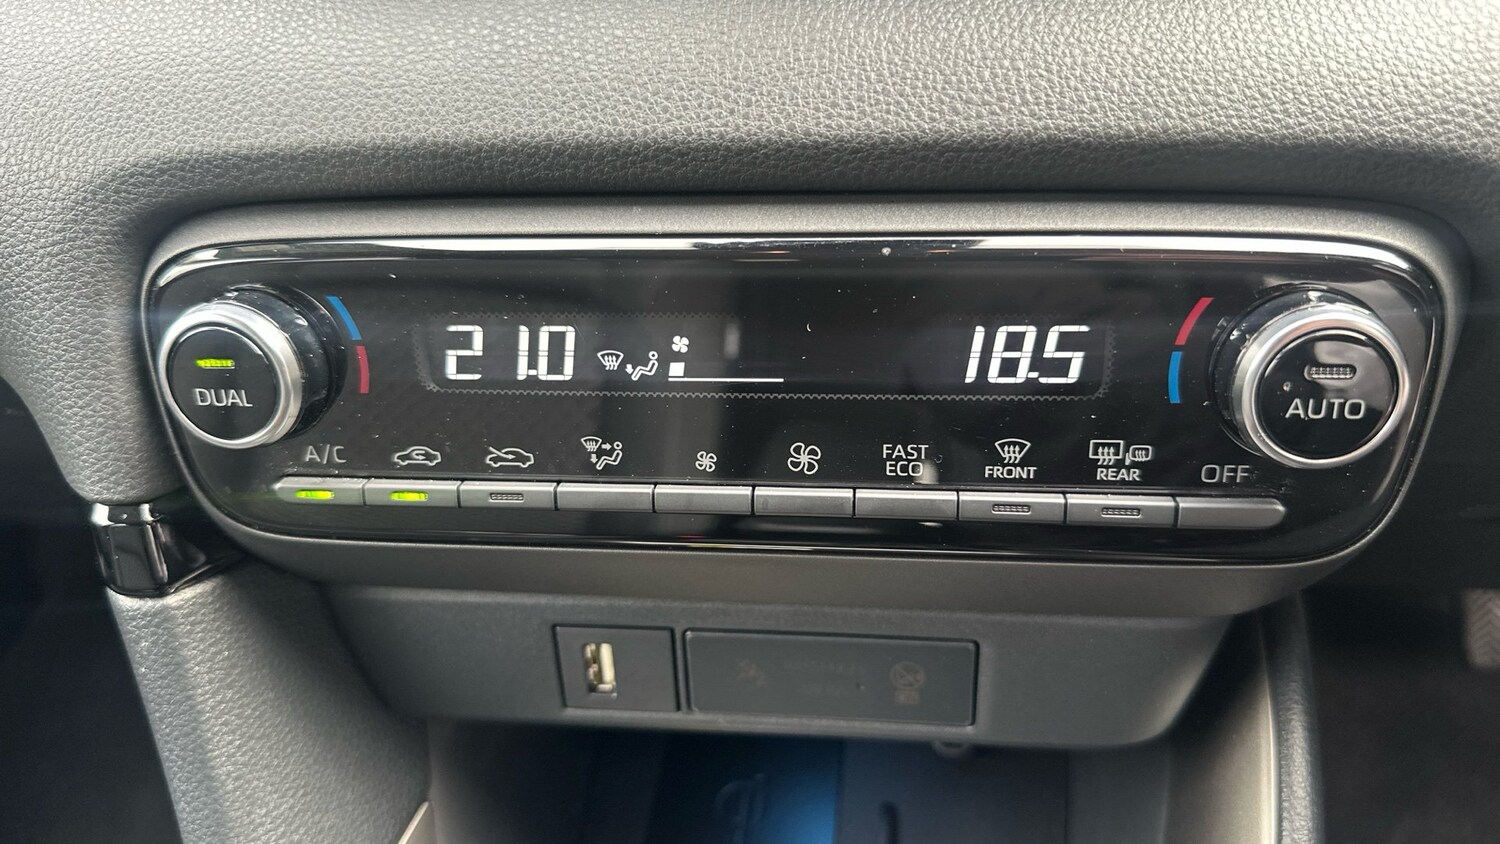 21.0 18.5
DUAL
AUTO
A/C
FAST
ECO
FRONT
REAR
OFF